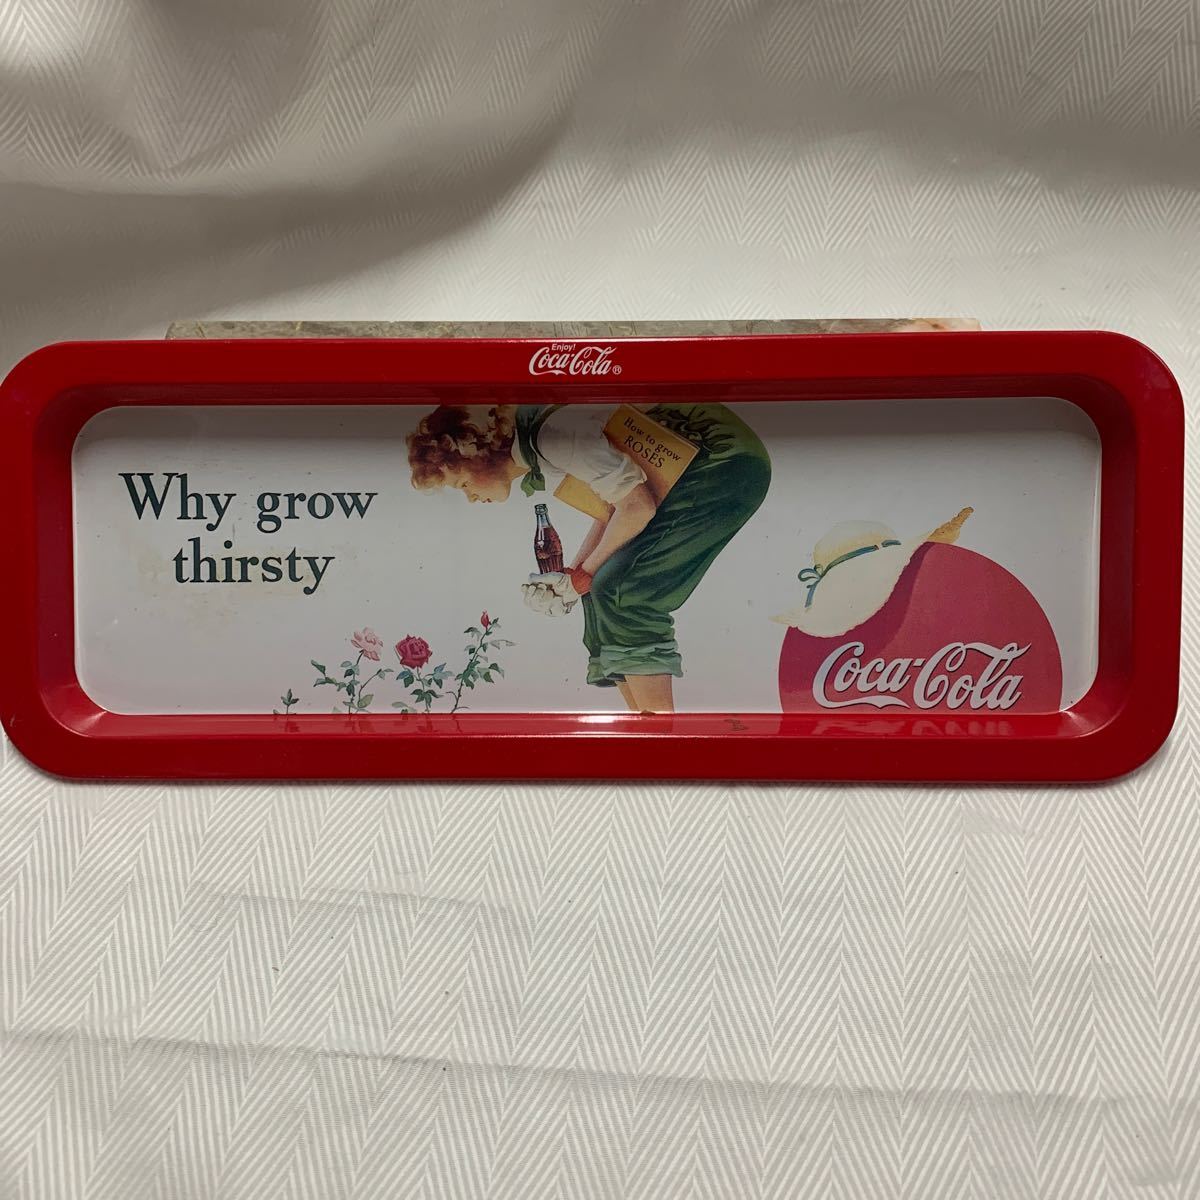 Enjoy!
Coca-Cola®
Why grow
thirsty
How to grow
ROSES
Coca-Cola